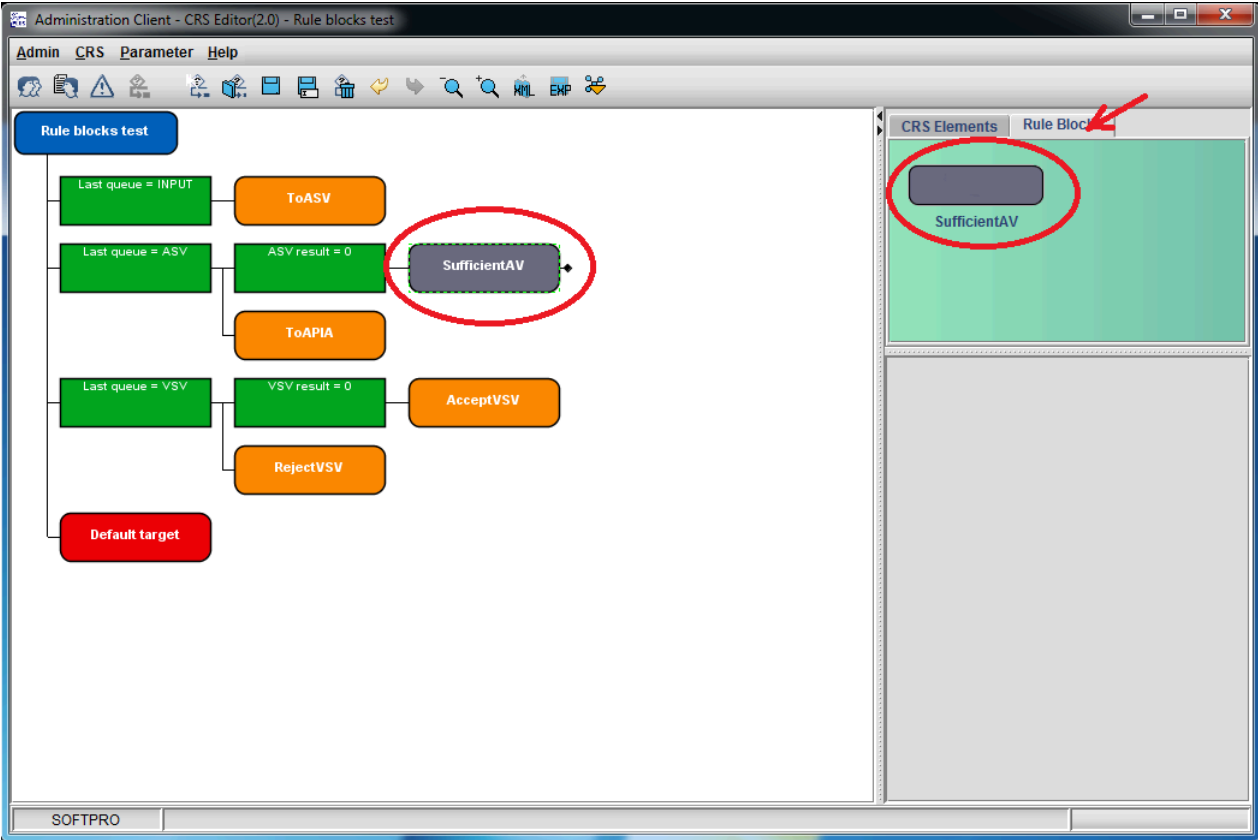 Administration Client - CRS Editor(2.0) - Rule blocks test
Admin CRS Parameter Help
XML EXP
Rule blocks test
CRS Elements
Rule
Last queue = INPUT
ToASV
SufficientAV
Last queue = ASV
ASV result = 0
SufficientAV
ToAPIA
Last queue = VSV
VSV result = 0
AcceptVSV
RejectVSV
Default target
SOFTPRO